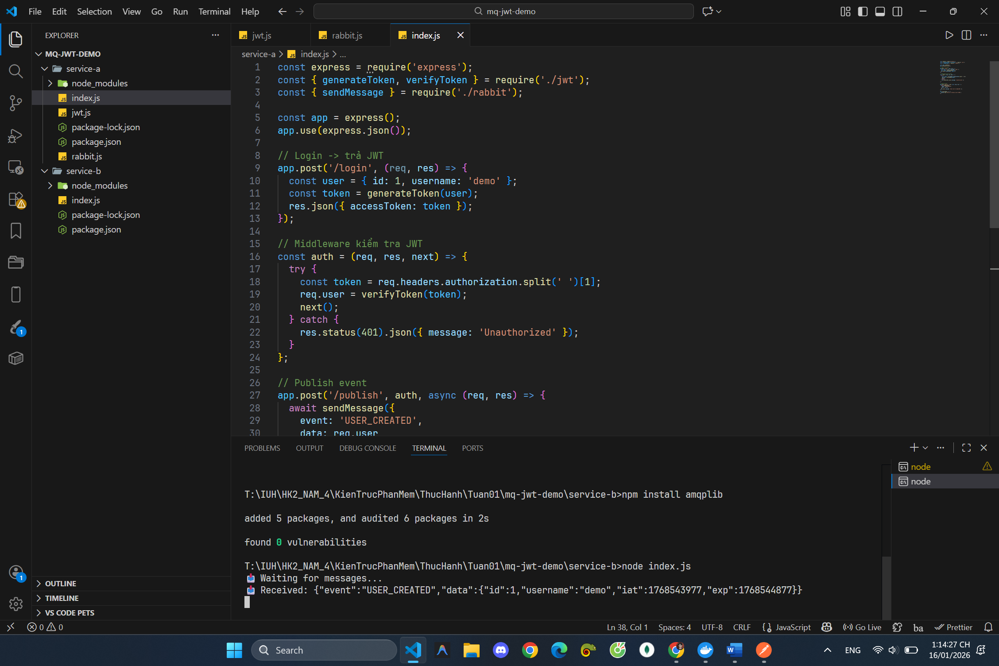 File Edit Selection View Go Run Terminal Help
mq-jwt-demo
EXPLORER
MQ-JWT-DEMO
service-a
node_modules
index.js
jwt.js
package-lock.json
package.json
rabbit.js
service-b
node_modules
index.js
package-lock.json
package.json
OUTLINE
TIMELINE
VS CODE PETS
jwt.js rabbit.js index.js
service-a > index.js > ...
1 const express = require('express');
2 const { generateToken, verifyToken } = require('./jwt');
3 const { sendMessage } = require('./rabbit');
4
5 const app = express();
6 app.use(express.json());
7
8 // Login -> trả JWT
9 app.post('/login', (req, res) => {
10 const user = { id: 1, username: 'demo' };
11 const token = generateToken(user);
12 res.json({ accessToken: token });
13 });
14
15 // Middleware kiểm tra JWT
16 const auth = (req, res, next) => {
17 try {
18 const token = req.headers.authorization.split(' ')[1];
19 req.user = verifyToken(token);
20 next();
21 } catch {
22 res.status(401).json({ message: 'Unauthorized' });
23 }
24 };
25
26 // Publish event
27 app.post('/publish', auth, async (req, res) => {
28 await sendMessage({
29 event: 'USER_CREATED',
30 data: req.user
PROBLEMS OUTPUT DEBUG CONSOLE TERMINAL PORTS
node
node
T:\IUH\HK2_NAM_4\KienTrucPhanMem\ThucHanh\Tuan01\mq-jwt-demo\service-b>npm install amqplib
added 5 packages, and audited 6 packages in 2s
found 0 vulnerabilities
T:\IUH\HK2_NAM_4\KienTrucPhanMem\ThucHanh\Tuan01\mq-jwt-demo\service-b>node index.js
Waiting for messages...
Received: {"event":"USER_CREATED","data":{"id":1,"username":"demo","iat":1768543977,"exp":1768544877}}
0 0 Ln 38, Col 1 Spaces: 4 UTF-8 CRLF JavaScript Go Live ba Prettier
Search
ENG
1:14:27 CH
16/01/2026